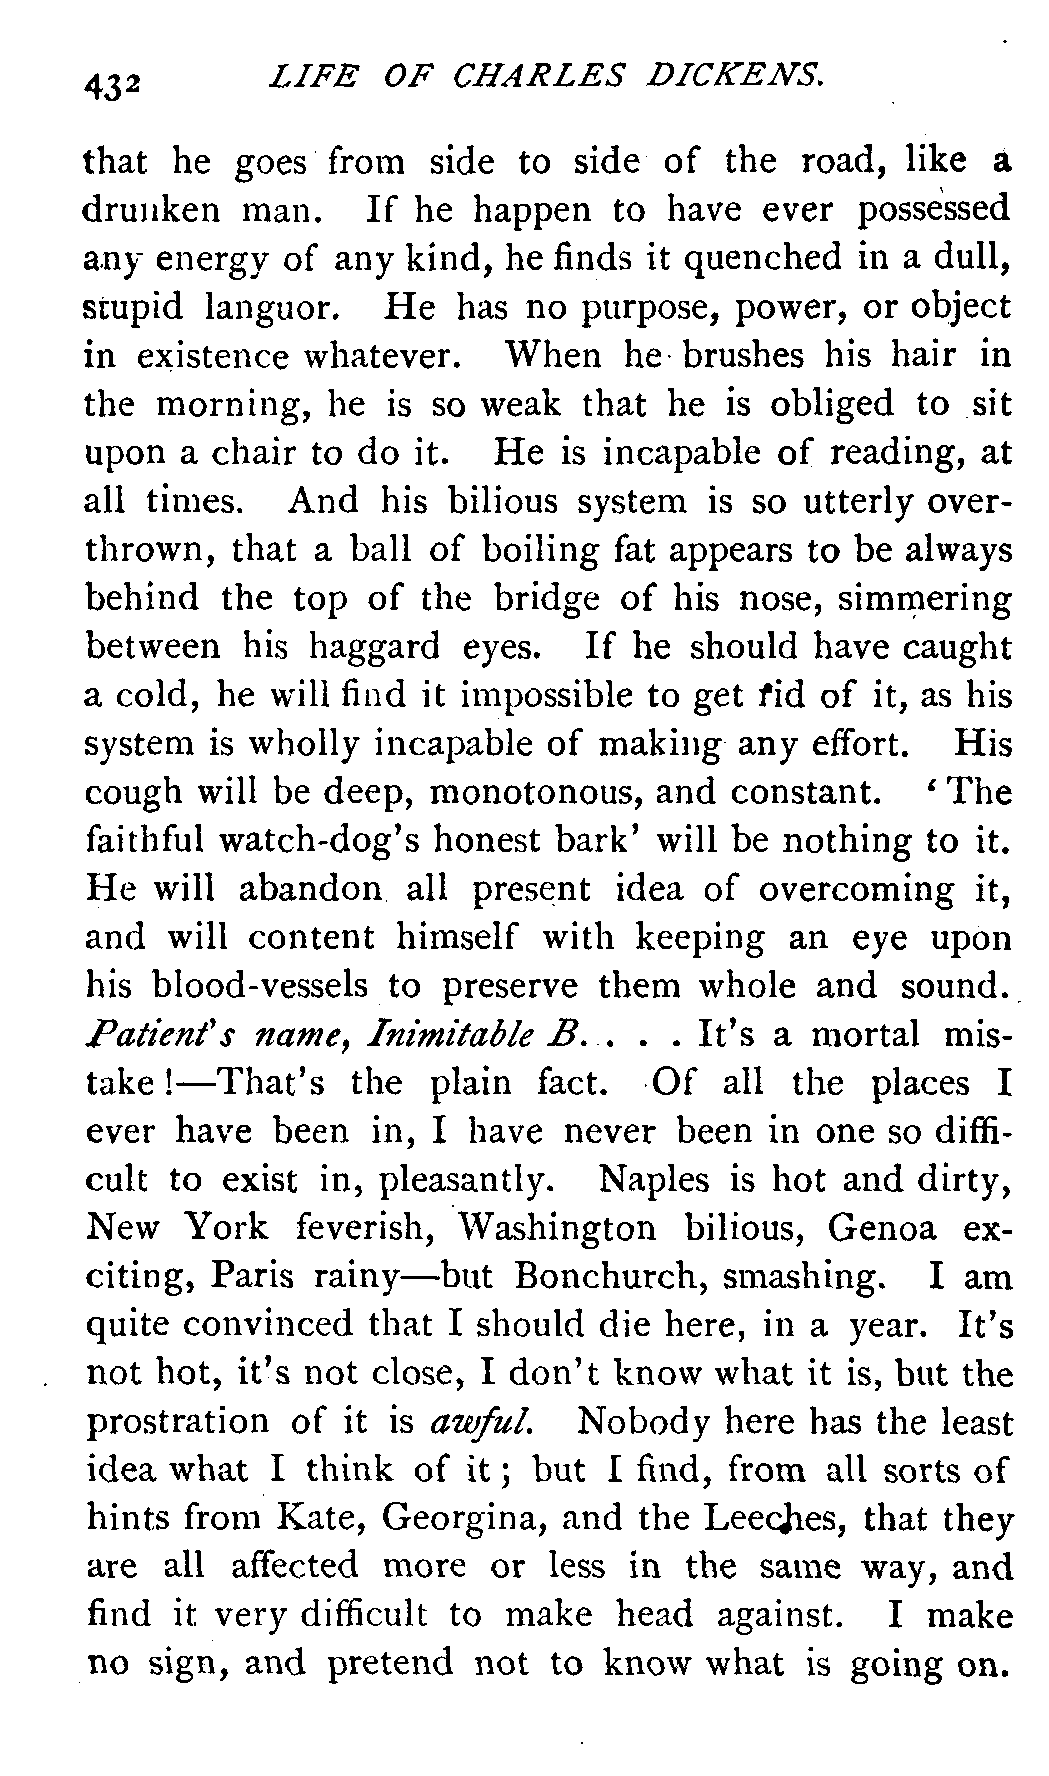 432 LIFE OF CHARLES DICKENS.
that he goes from side to side of the road, like a
drunken man. If he happen to have ever possessed
any energy of any kind, he finds it quenched in a dull,
stupid languor. He has no purpose, power, or object
in existence whatever. When he brushes his hair in
the morning, he is so weak that he is obliged to sit
upon a chair to do it. He is incapable of reading, at
all times. And his bilious system is so utterly over-
thrown, that a ball of boiling fat appears to be always
behind the top of the bridge of his nose, simmering
between his haggard eyes. If he should have caught
a cold, he will find it impossible to get rid of it, as his
system is wholly incapable of making any effort. His
cough will be deep, monotonous, and constant. ‘The
faithful watch-dog’s honest bark’ will be nothing to it.
He will abandon all present idea of overcoming it,
and will content himself with keeping an eye upon
his blood-vessels to preserve them whole and sound.
Patient’s name, Inimitable B. . . . It’s a mortal mis-
take !—That’s the plain fact. Of all the places I
ever have been in, I have never been in one so diffi-
cult to exist in, pleasantly. Naples is hot and dirty,
New York feverish, Washington bilious, Genoa ex-
citing, Paris rainy—but Bonchurch, smashing. I am
quite convinced that I should die here, in a year. It’s
not hot, it’s not close, I don’t know what it is, but the
prostration of it is awful. Nobody here has the least
idea what I think of it ; but I find, from all sorts of
hints from Kate, Georgina, and the Leeches, that they
are all affected more or less in the same way, and
find it very difficult to make head against. I make
no sign, and pretend not to know what is going on.